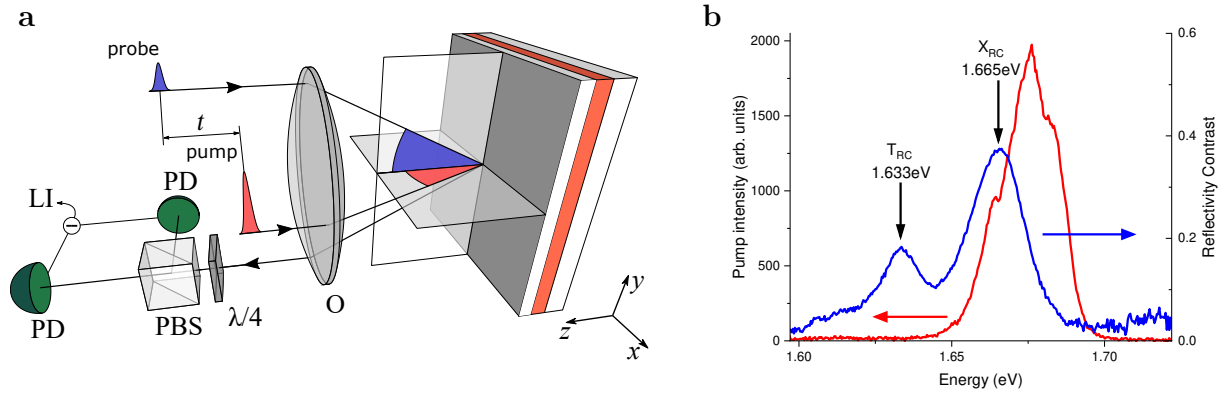 a
probe
t
pump
LI
PD
PD
PBS
λ/4
O
y
z
x
b
2000
1500
1000
500
0
Pump intensity (arb. units)
X_RC
1.665eV
T_RC
1.633eV
0.6
0.4
0.2
0.0
Reflectivity Contrast
1.60
1.65
1.70
Energy (eV)